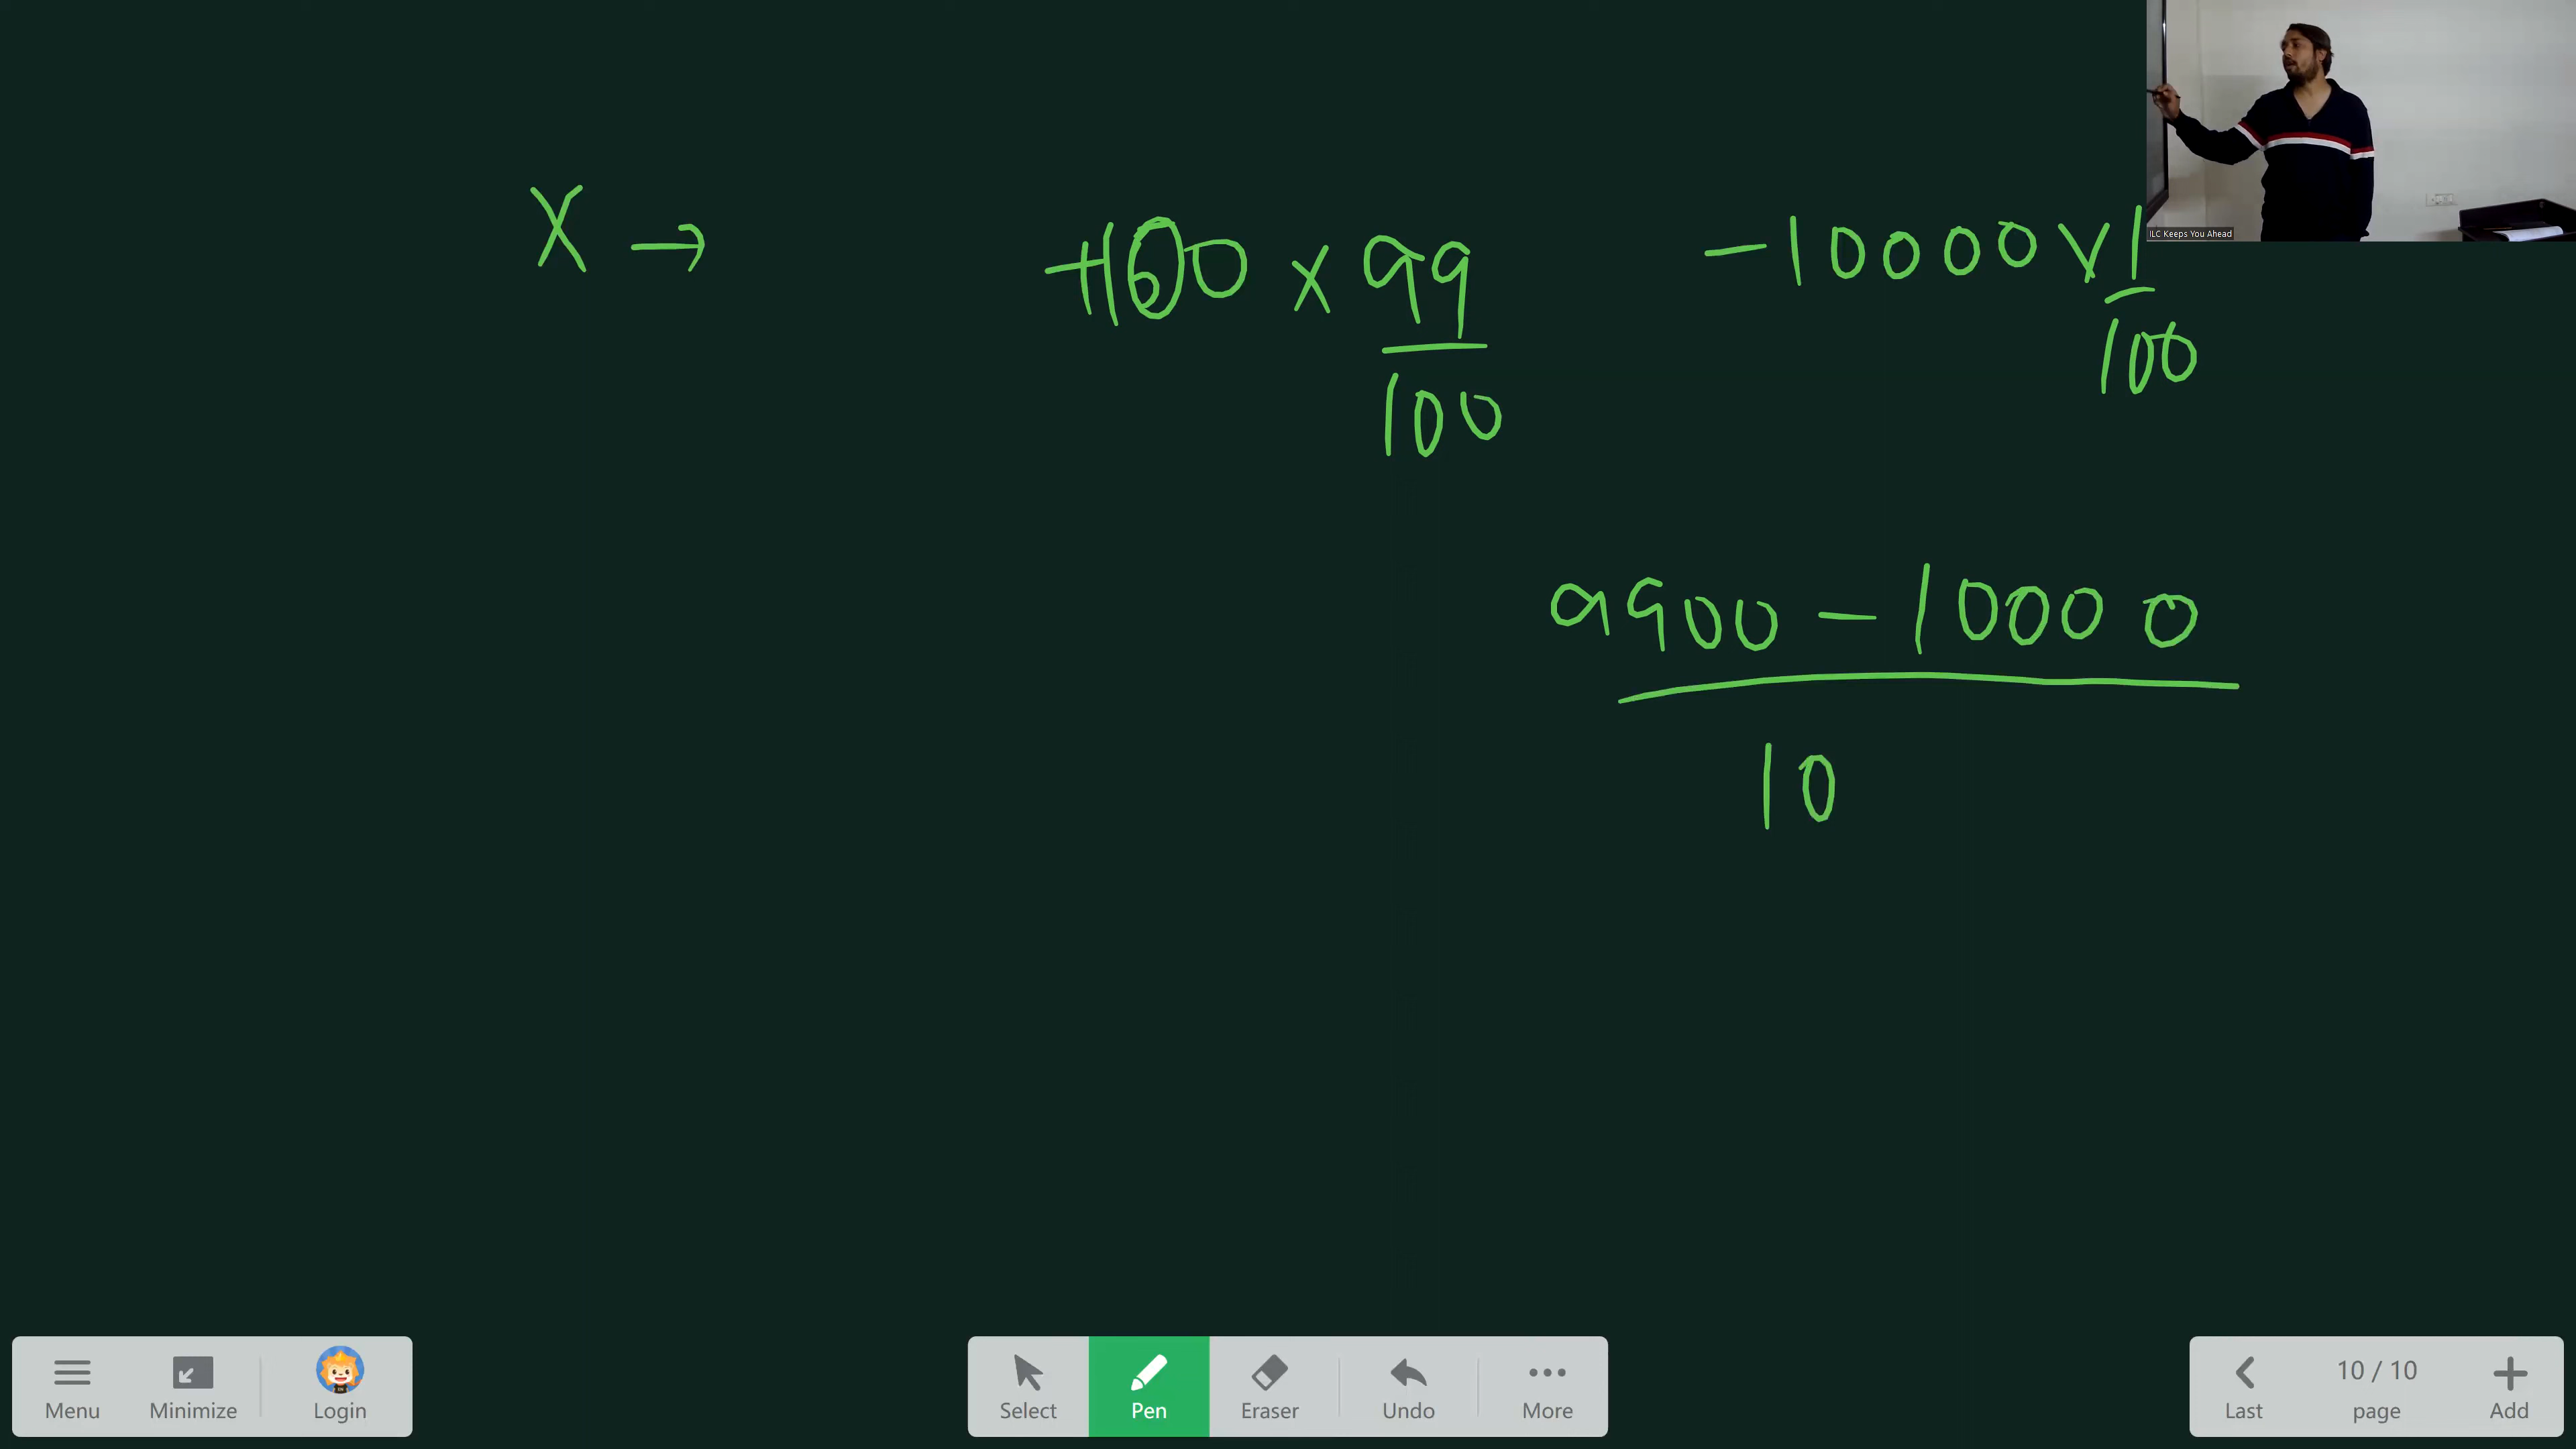 ILC Keeps You Ahead
X → +100 x 99 - 10000 x 1
100 100
9900 - 10000
10
Menu Minimize Login Select Pen Eraser Undo More Last 10 / 10 page Add